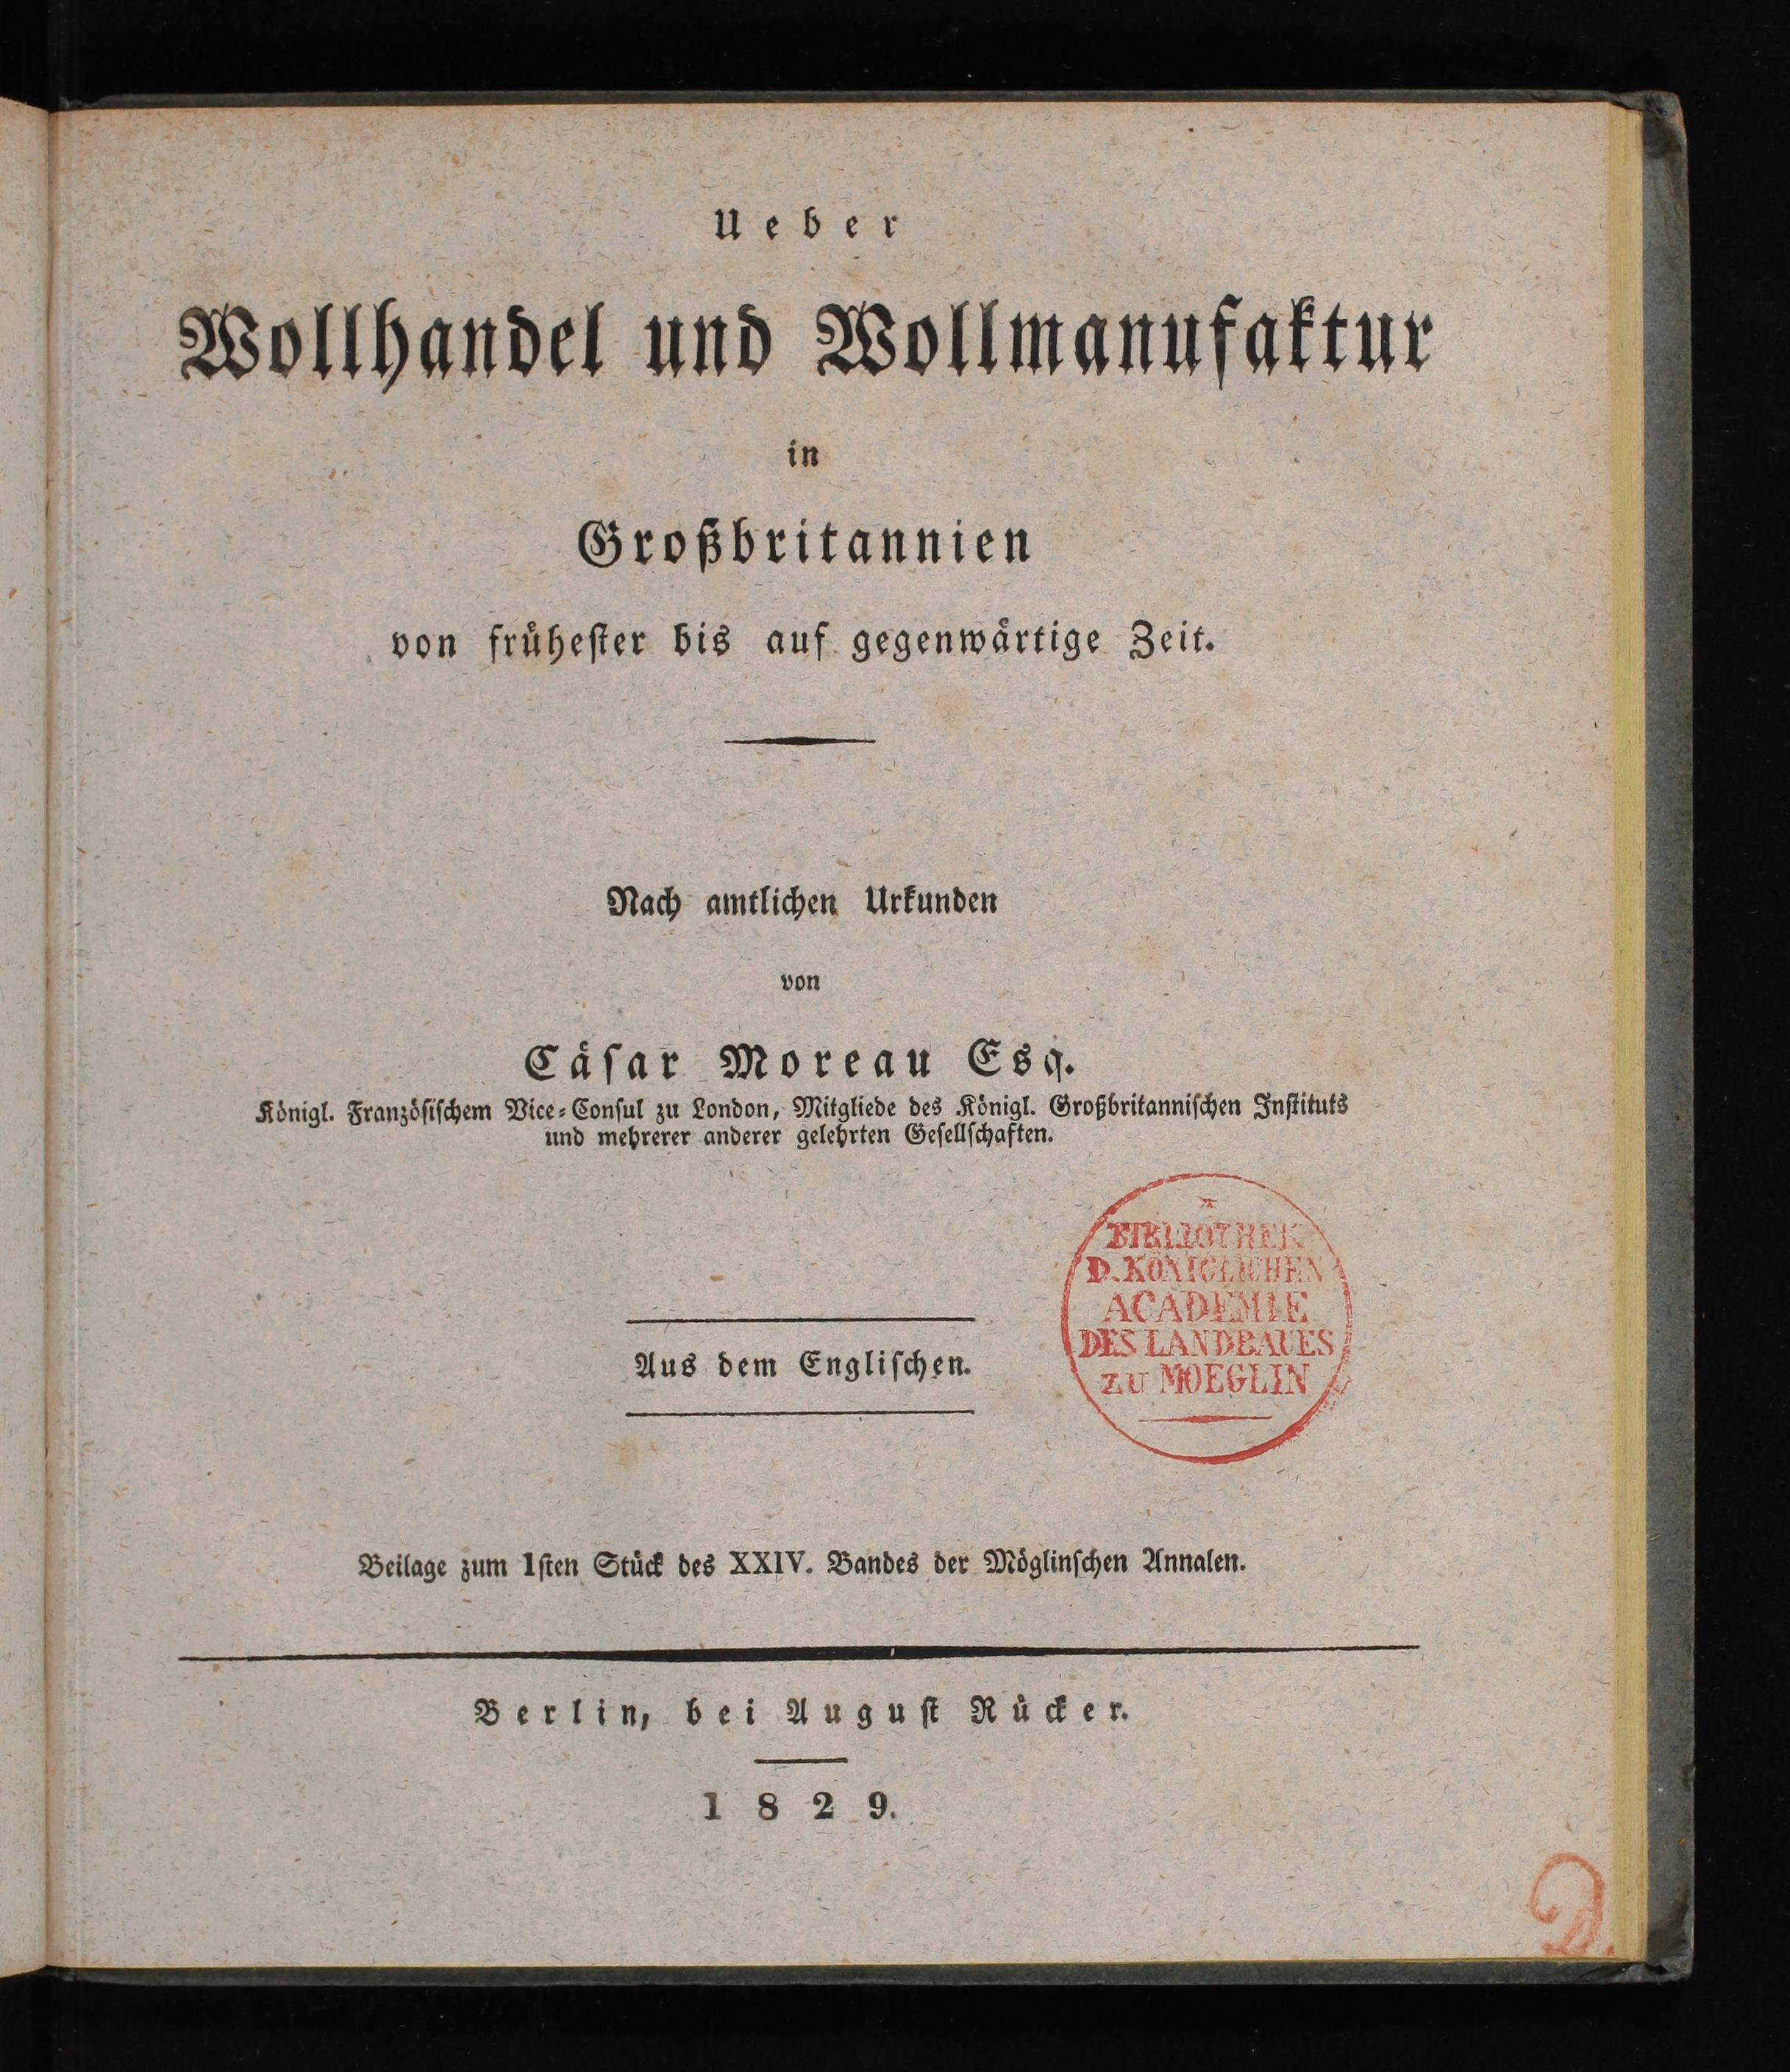 Ueber
Wollhandel und Wollmanufaktur
in
Großbritannien
von früheſter bis auf gegenwärtige Zeit.
Nach amtlichen Urkunden
von
Cäſar Moreau Esq.
Königl. Franzöſiſchem Vice-Conſul zu London, Mitgliede des Königl. Großbritanniſchen Inſtituts
und mehrerer anderer gelehrten Geſellſchaften.
BIBLIOTHEK
D. KÖNIGLICHEN
ACADEMIE
DES LANDBAUES
ZU MOEGLIN
Aus dem Engliſchen.
Beilage zum 1ſten Stück des XXIV. Bandes der Möglinſchen Annalen.
Berlin, bei Auguſt Rücker.
1829.